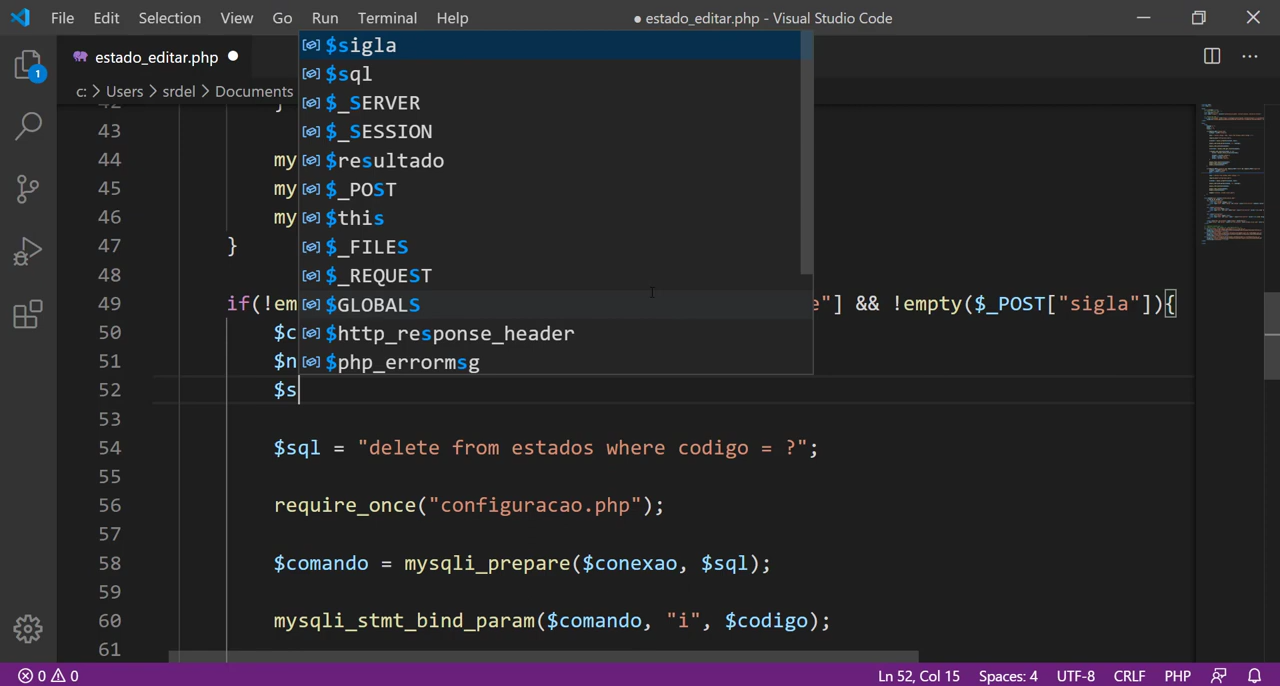 File Edit Selection View Go Run Terminal Help ● estado_editar.php - Visual Studio Code
estado_editar.php ●
1
c: > Users > srdel > Documents
$sigla
$sql
$_SERVER
$_SESSION
$resultado
$_POST
$this
$_FILES
$_REQUEST
$GLOBALS
$http_response_header
$php_errormsg
42 }
43
44 my
45 my
46 my
47 }
48
49 if(!em e"] && !empty($_POST["sigla"]){
50 $c
51 $n
52 $s
53
54 $sql = "delete from estados where codigo = ?";
55
56 require_once("configuracao.php");
57
58 $comando = mysqli_prepare($conexao, $sql);
59
60 mysqli_stmt_bind_param($comando, "i", $codigo);
61
0 0 Ln 52, Col 15 Spaces: 4 UTF-8 CRLF PHP